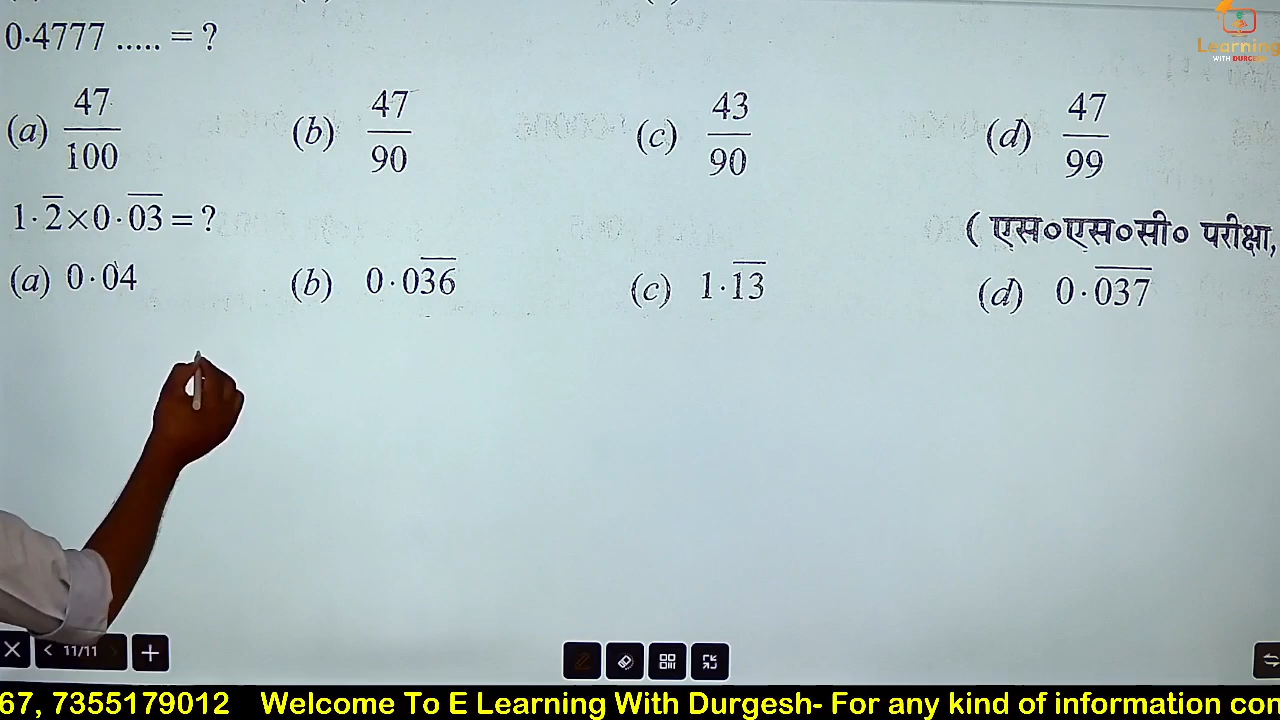 0·4777 ..... = ?
Learning
WITH DURGESH
(a) 47/100 (b) 47/90 (c) 43/90 (d) 47/99
1·2̅ × 0·0̅3̅ = ?
( एस०एस०सी० परीक्षा,
(a) 0·04 (b) 0·03̅6̅ (c) 1·1̅3̅ (d) 0·0̅3̅7̅
11/11
67, 7355179012 Welcome To E Learning With Durgesh- For any kind of information con